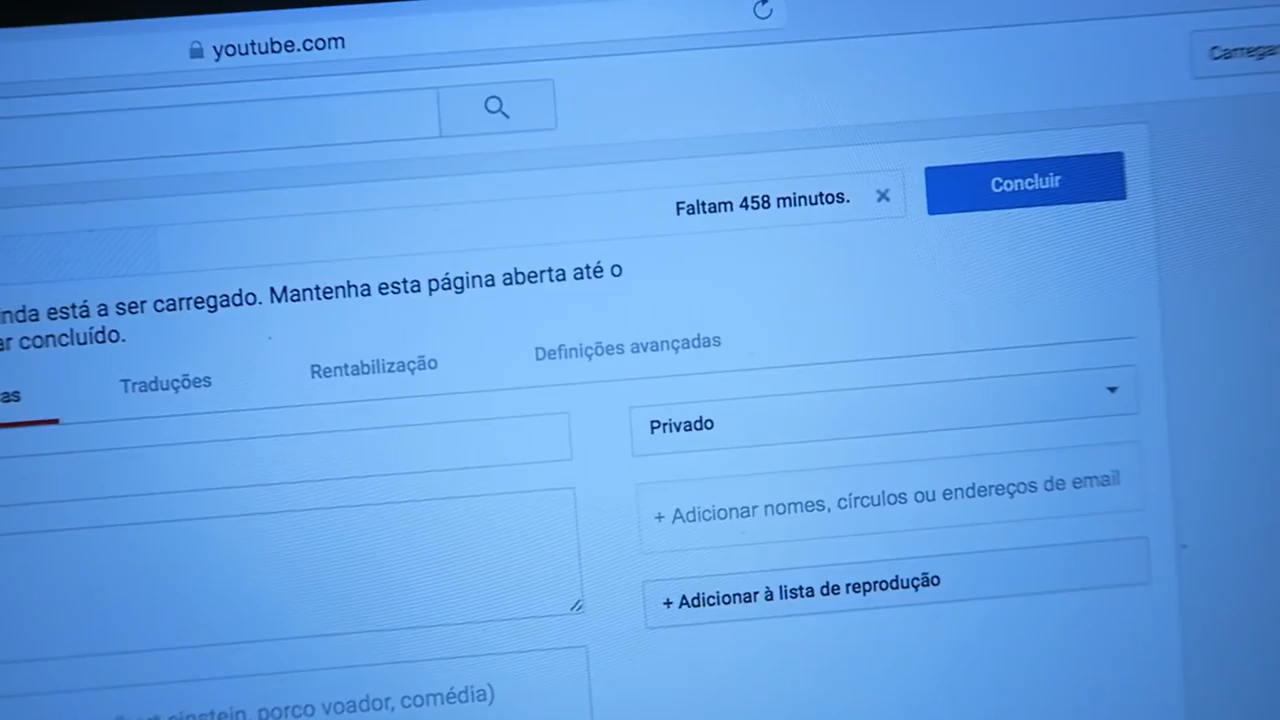 youtube.com
Carregar
Faltam 458 minutos. ×
Concluir
nda está a ser carregado. Mantenha esta página aberta até o
ar concluído.
as
Traduções
Rentabilização
Definições avançadas
Privado
+ Adicionar nomes, círculos ou endereços de email
+ Adicionar à lista de reprodução
einstein, porco voador, comédia)